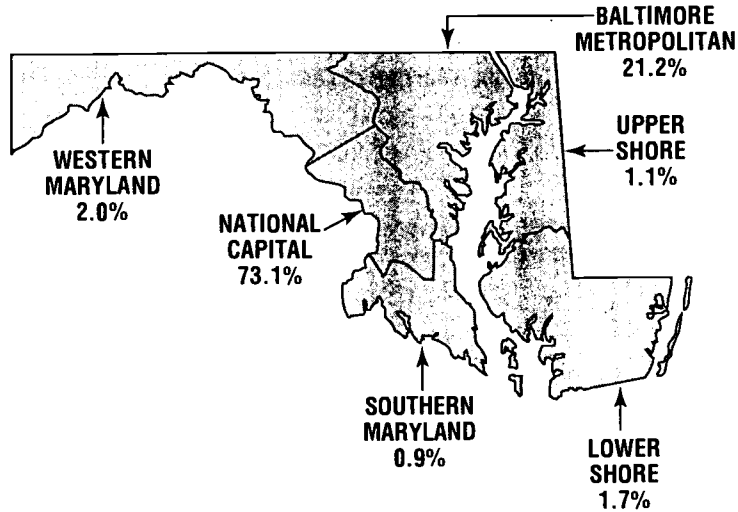 BALTIMORE
METROPOLITAN
21.2%
UPPER
SHORE
1.1%
WESTERN
MARYLAND
2.0%
NATIONAL
CAPITAL
73.1%
SOUTHERN
MARYLAND
0.9%
LOWER
SHORE
1.7%